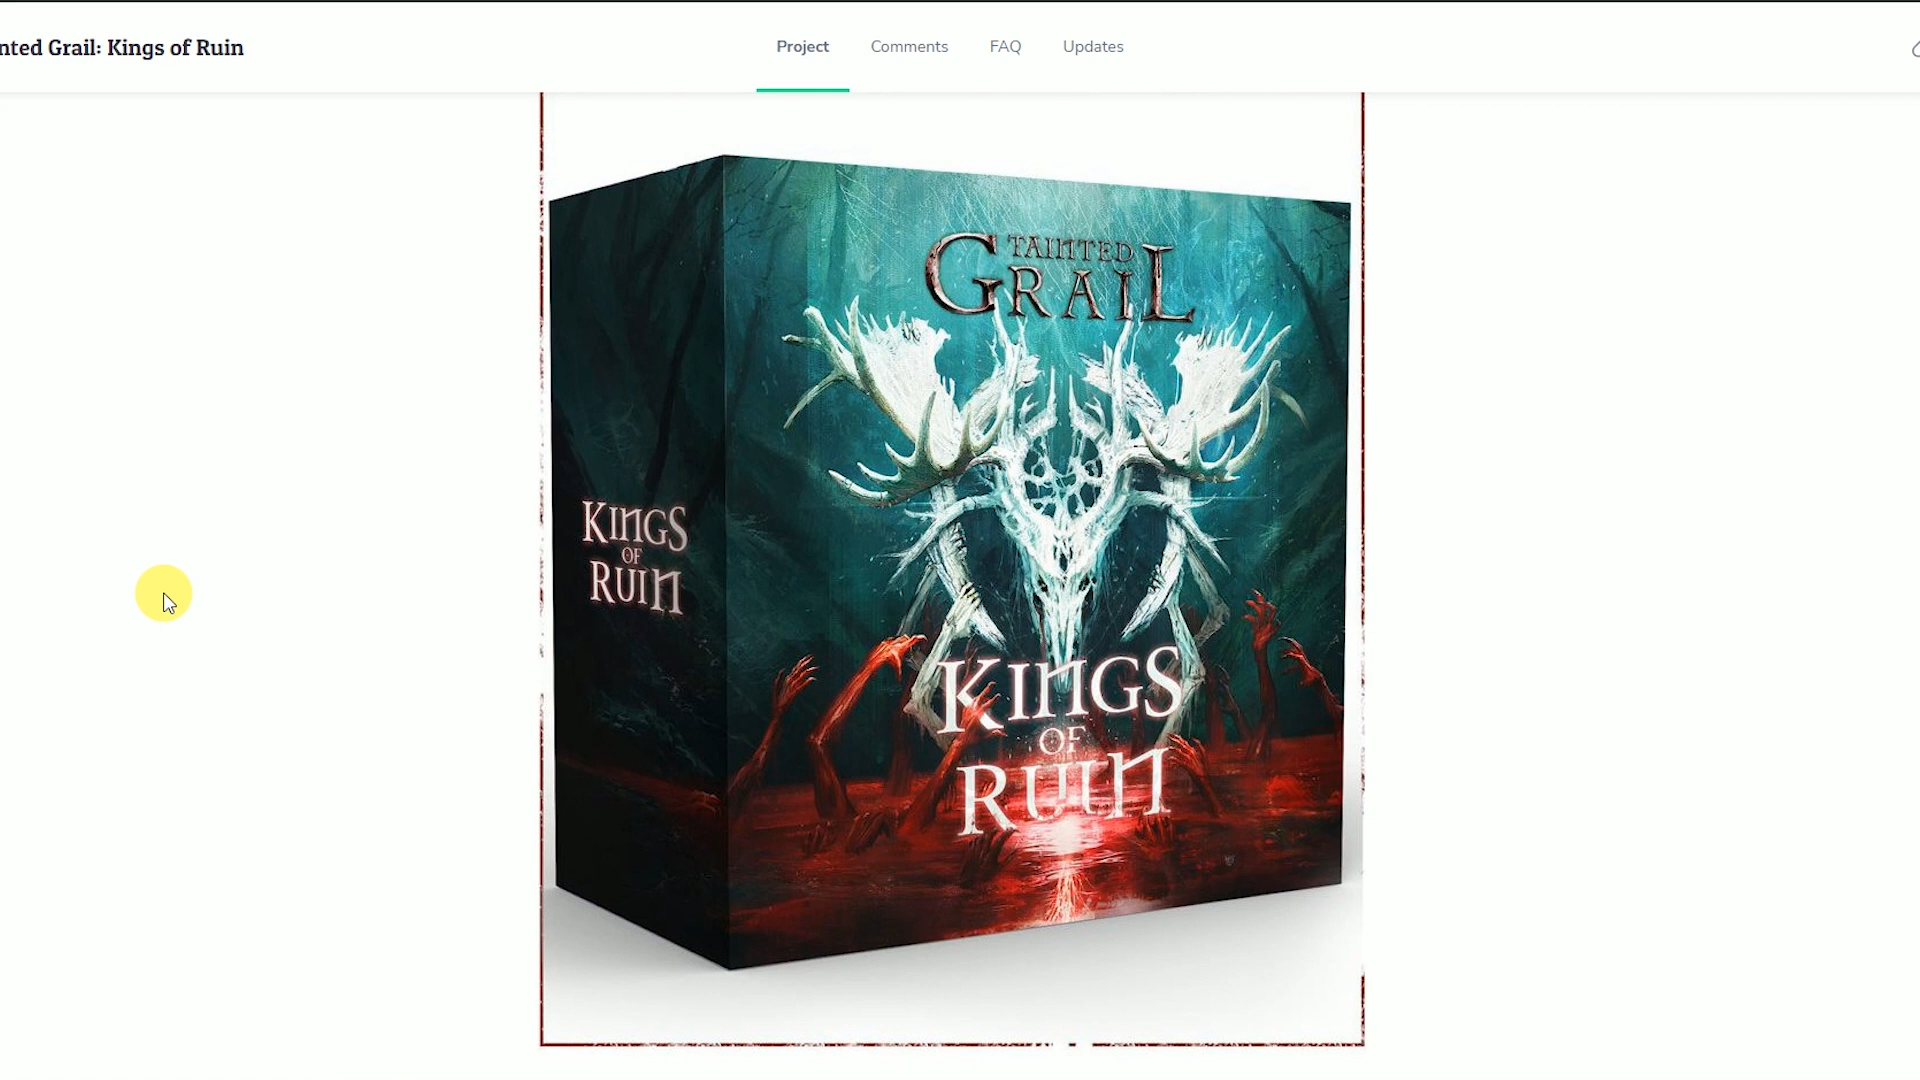 nted Grail: Kings of Ruin
Project Comments FAQ Updates
TAINTED
GRAIL
KINGS
OF
RUIN
KINGS
OF
RUIN